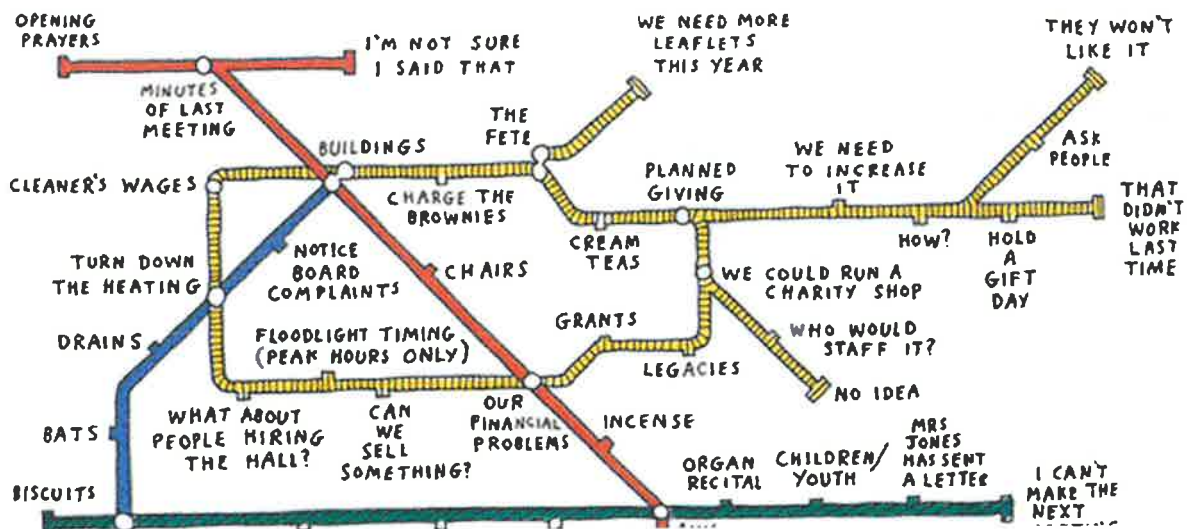 OPENING
PRAYERS
I'M NOT SURE
I SAID THAT
MINUTES
OF LAST
MEETING
WE NEED MORE
LEAFLETS
THIS YEAR
THE
FETE
THEY WON'T
LIKE IT
ASK
PEOPLE
BUILDINGS
CLEANER'S WAGES
CHARGE THE
BROWNIES
PLANNED
GIVING
WE NEED
TO INCREASE
IT
THAT
DIDN'T
WORK
LAST
TIME
CREAM
TEAS
HOW?
HOLD
A
GIFT
DAY
TURN DOWN
THE HEATING
NOTICE
BOARD
COMPLAINTS
CHAIRS
WE COULD RUN A
CHARITY SHOP
DRAINS
FLOODLIGHT TIMING
(PEAK HOURS ONLY)
GRANTS
WHO WOULD
STAFF IT?
LEGACIES
NO IDEA
BATS
WHAT ABOUT
PEOPLE HIRING
THE HALL?
CAN
WE
SELL
SOMETHING?
OUR
FINANCIAL
PROBLEMS
INCENSE
BISCUITS
ORGAN
RECITAL
CHILDREN/
YOUTH
MRS
JONES
HAS SENT
A LETTER
I CAN'T
MAKE THE
NEXT